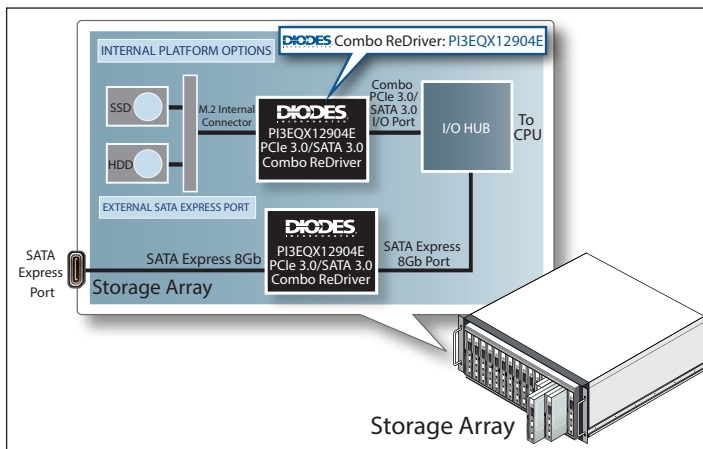 INTERNAL PLATFORM OPTIONS
DIODES Combo ReDriver: PI3EQX12904E
SSD
HDD
M.2 Internal
Connector
DIODES
INCORPORATED
PI3EQX12904E
PCIe 3.0/SATA 3.0
Combo ReDriver
Combo
PCIe 3.0/
SATA 3.0
I/O Port
I/O HUB
To
CPU
EXTERNAL SATA EXPRESS PORT
SATA
Express
Port
SATA Express 8Gb
DIODES
INCORPORATED
PI3EQX12904E
PCIe 3.0/SATA 3.0
Combo ReDriver
SATA Express
8Gb Port
Storage Array
Storage Array